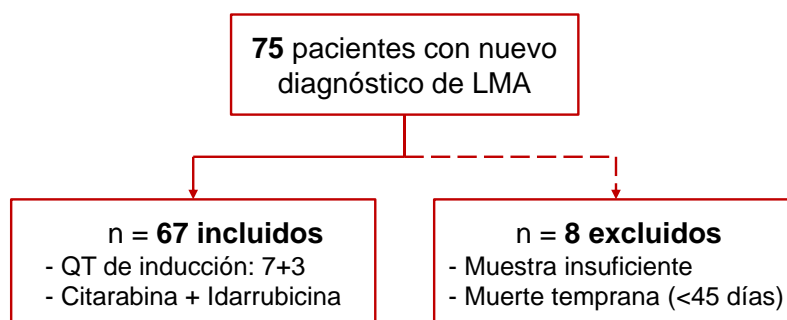 75 pacientes con nuevo
diagnóstico de LMA
n = 67 incluidos
- QT de inducción: 7+3
- Citarabina + Idarrubicina
n = 8 excluidos
- Muestra insuficiente
- Muerte temprana (<45 días)